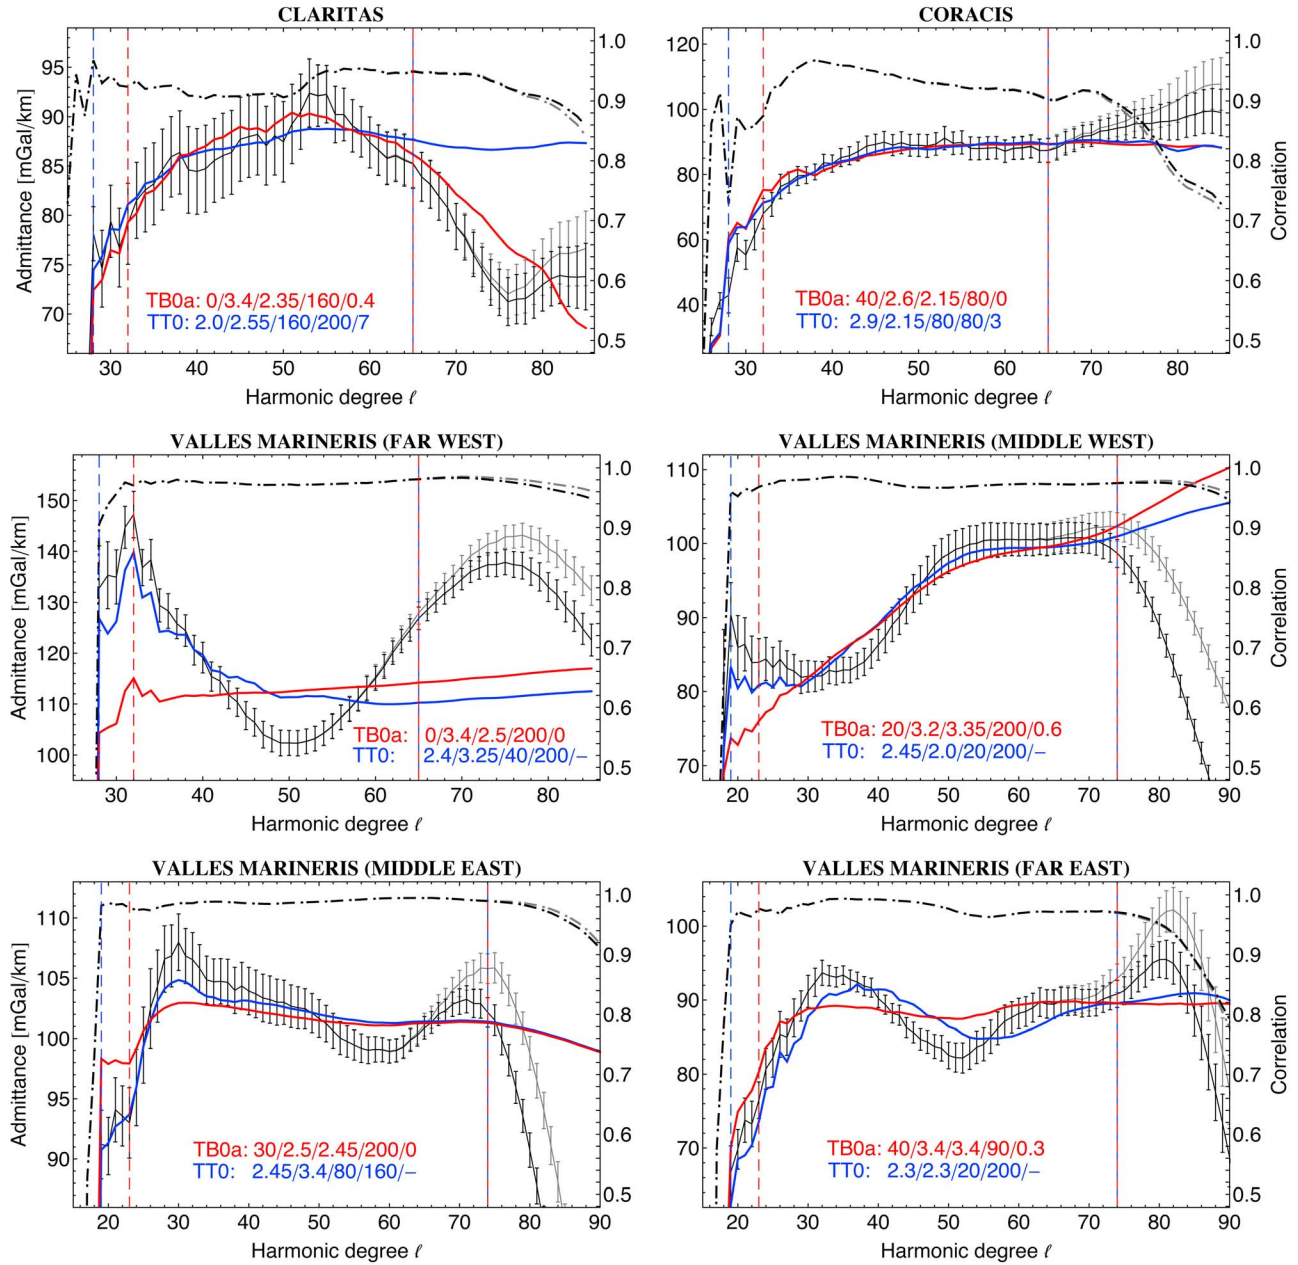 CLARITAS
CORACIS
Admittance [mGal/km]
95
90
85
80
75
70
1.0
0.9
0.8
0.7
0.6
0.5
TB0a: 0/3.4/2.35/160/0.4
TT0: 2.0/2.55/160/200/7
30 40 50 60 70 80
Harmonic degree ℓ
120
100
80
60
40
1.0
0.9
0.8
0.7
0.6
0.5
Correlation
TB0a: 40/2.6/2.15/80/0
TT0: 2.9/2.15/80/80/3
30 40 50 60 70 80
Harmonic degree ℓ
VALLES MARINERIS (FAR WEST)
VALLES MARINERIS (MIDDLE WEST)
Admittance [mGal/km]
150
140
130
120
110
100
1.0
0.9
0.8
0.7
0.6
0.5
TB0a: 0/3.4/2.5/200/0
TT0: 2.4/3.25/40/200/–
30 40 50 60 70 80
Harmonic degree ℓ
110
100
90
80
70
1.0
0.9
0.8
0.7
0.6
0.5
Correlation
TB0a: 20/3.2/3.35/200/0.6
TT0: 2.45/2.0/20/200/–
20 30 40 50 60 70 80 90
Harmonic degree ℓ
VALLES MARINERIS (MIDDLE EAST)
VALLES MARINERIS (FAR EAST)
Admittance [mGal/km]
110
105
100
95
90
1.0
0.9
0.8
0.7
0.6
0.5
TB0a: 30/2.5/2.45/200/0
TT0: 2.45/3.4/80/160/–
20 30 40 50 60 70 80 90
Harmonic degree ℓ
100
90
80
70
1.0
0.9
0.8
0.7
0.6
0.5
Correlation
TB0a: 40/3.4/3.4/90/0.3
TT0: 2.3/2.3/20/200/–
20 30 40 50 60 70 80 90
Harmonic degree ℓ